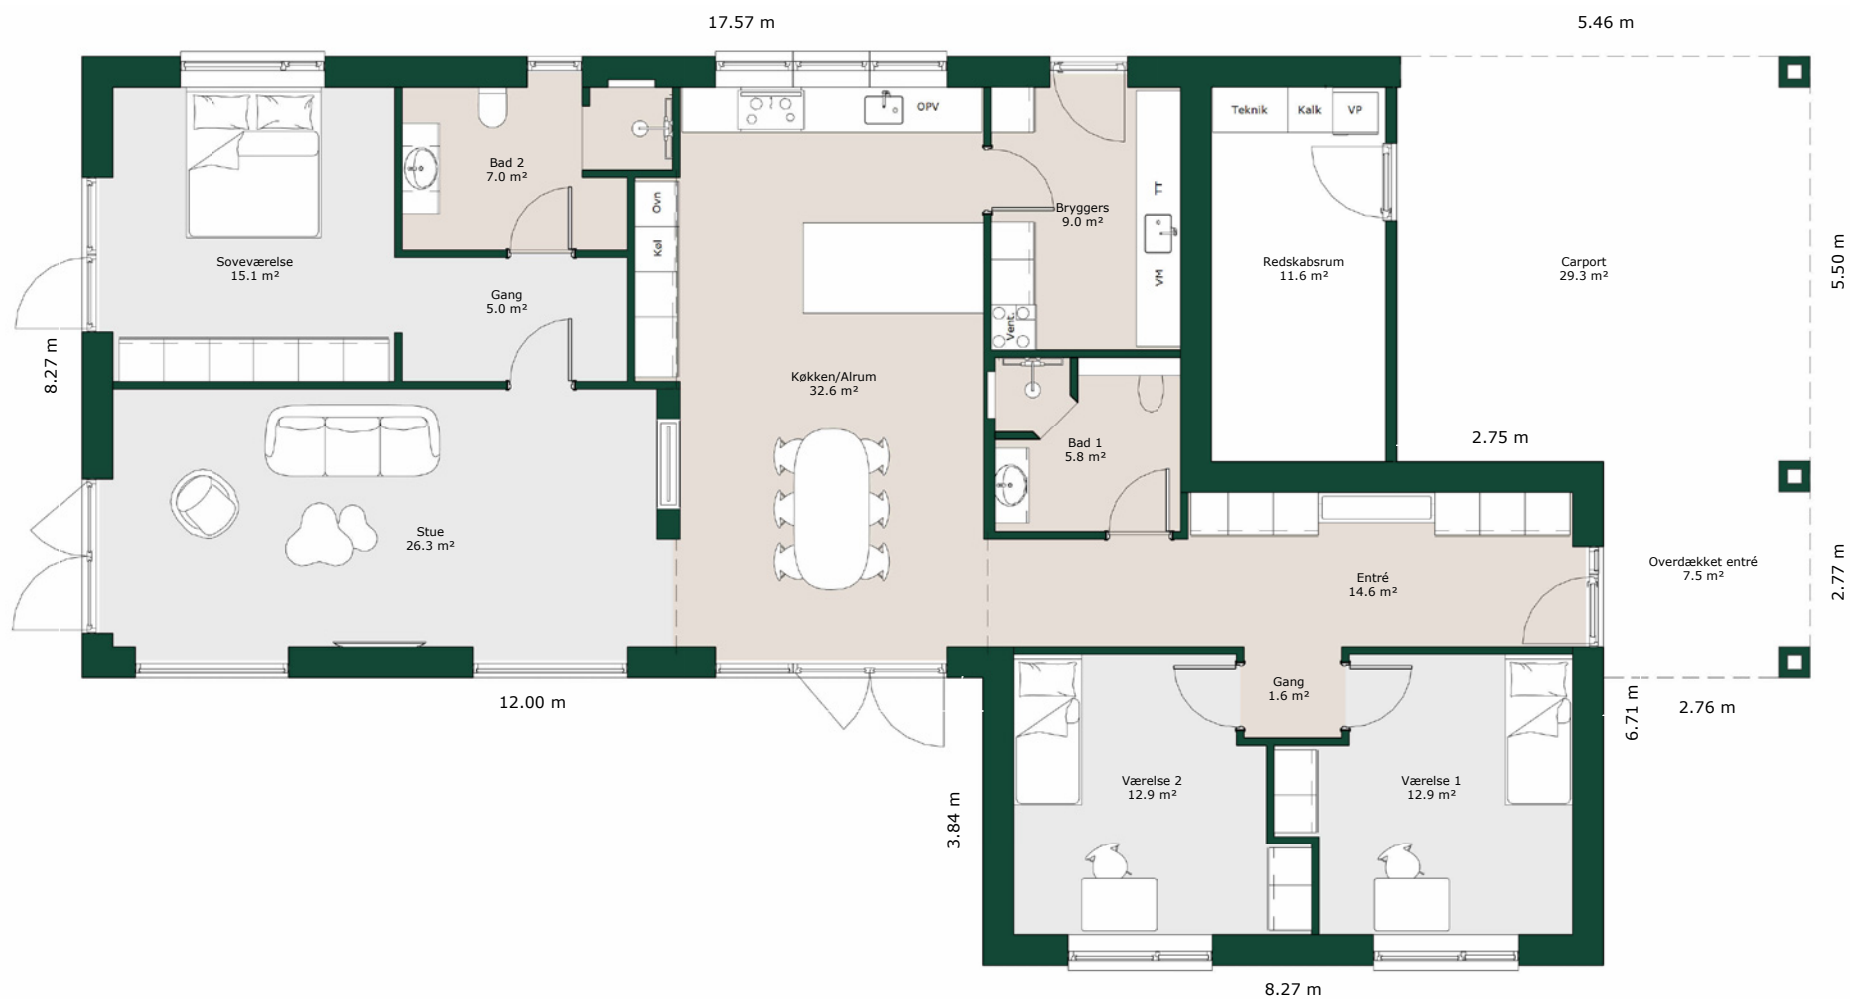 17.57 m
5.46 m
OPV
Teknik
Kalk
VP
Bad 2
7.0 m²
Ovn
Køl
TT
Bryggers
9.0 m²
VM
Vent.
Soveværelse
15.1 m²
Redskabsrum
11.6 m²
Carport
29.3 m²
5.50 m
Gang
5.0 m²
8.27 m
Køkken/Alrum
32.6 m²
Bad 1
5.8 m²
2.75 m
Stue
26.3 m²
Entré
14.6 m²
Overdækket entré
7.5 m²
2.77 m
12.00 m
Gang
1.6 m²
6.71 m
2.76 m
3.84 m
Værelse 2
12.9 m²
Værelse 1
12.9 m²
8.27 m